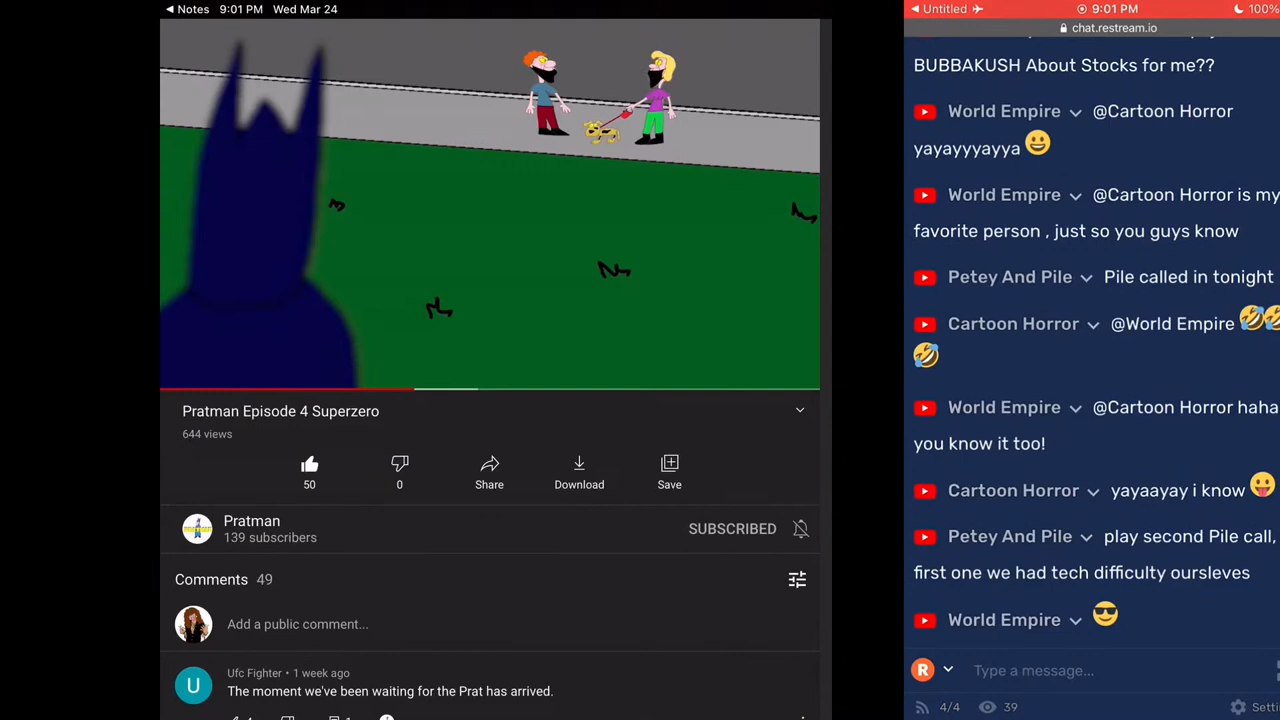 Notes 9:01 PM Wed Mar 24
Pratman Episode 4 Superzero
644 views
50
0
Share
Download
Save
Pratman
139 subscribers
SUBSCRIBED
Comments 49
Add a public comment...
U
Ufc Fighter • 1 week ago
The moment we've been waiting for the Prat has arrived.
Untitled 9:01 PM 100%
chat.restream.io
BUBBAKUSH About Stocks for me??
World Empire @Cartoon Horror
yayayyyayya
World Empire @Cartoon Horror is my
favorite person , just so you guys know
Petey And Pile Pile called in tonight
Cartoon Horror @World Empire
World Empire @Cartoon Horror haha
you know it too!
Cartoon Horror yayaayay i know
Petey And Pile play second Pile call,
first one we had tech difficulty oursleves
World Empire
R Type a message...
4/4 39 Setti